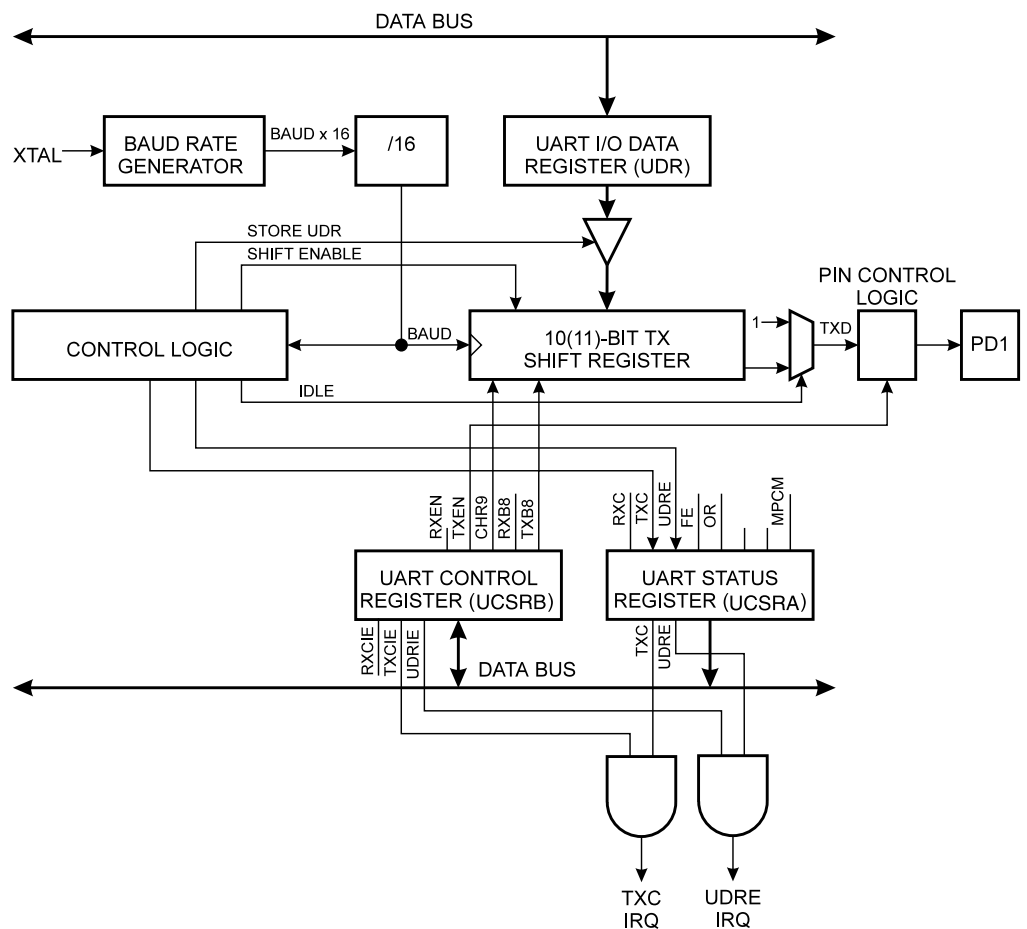 DATA BUS
XTAL
BAUD RATE
GENERATOR
BAUD x 16
/16
UART I/O DATA
REGISTER (UDR)
STORE UDR
SHIFT ENABLE
PIN CONTROL
LOGIC
CONTROL LOGIC
BAUD
10(11)-BIT TX
SHIFT REGISTER
1
TXD
PD1
IDLE
RXEN
TXEN
CHR9
RXB8
TXB8
RXC
TXC
UDRE
FE
OR
MPCM
UART CONTROL
REGISTER (UCSRB)
UART STATUS
REGISTER (UCSRA)
RXCIE
TXCIE
UDRIE
TXC
UDRE
DATA BUS
TXC
IRQ
UDRE
IRQ